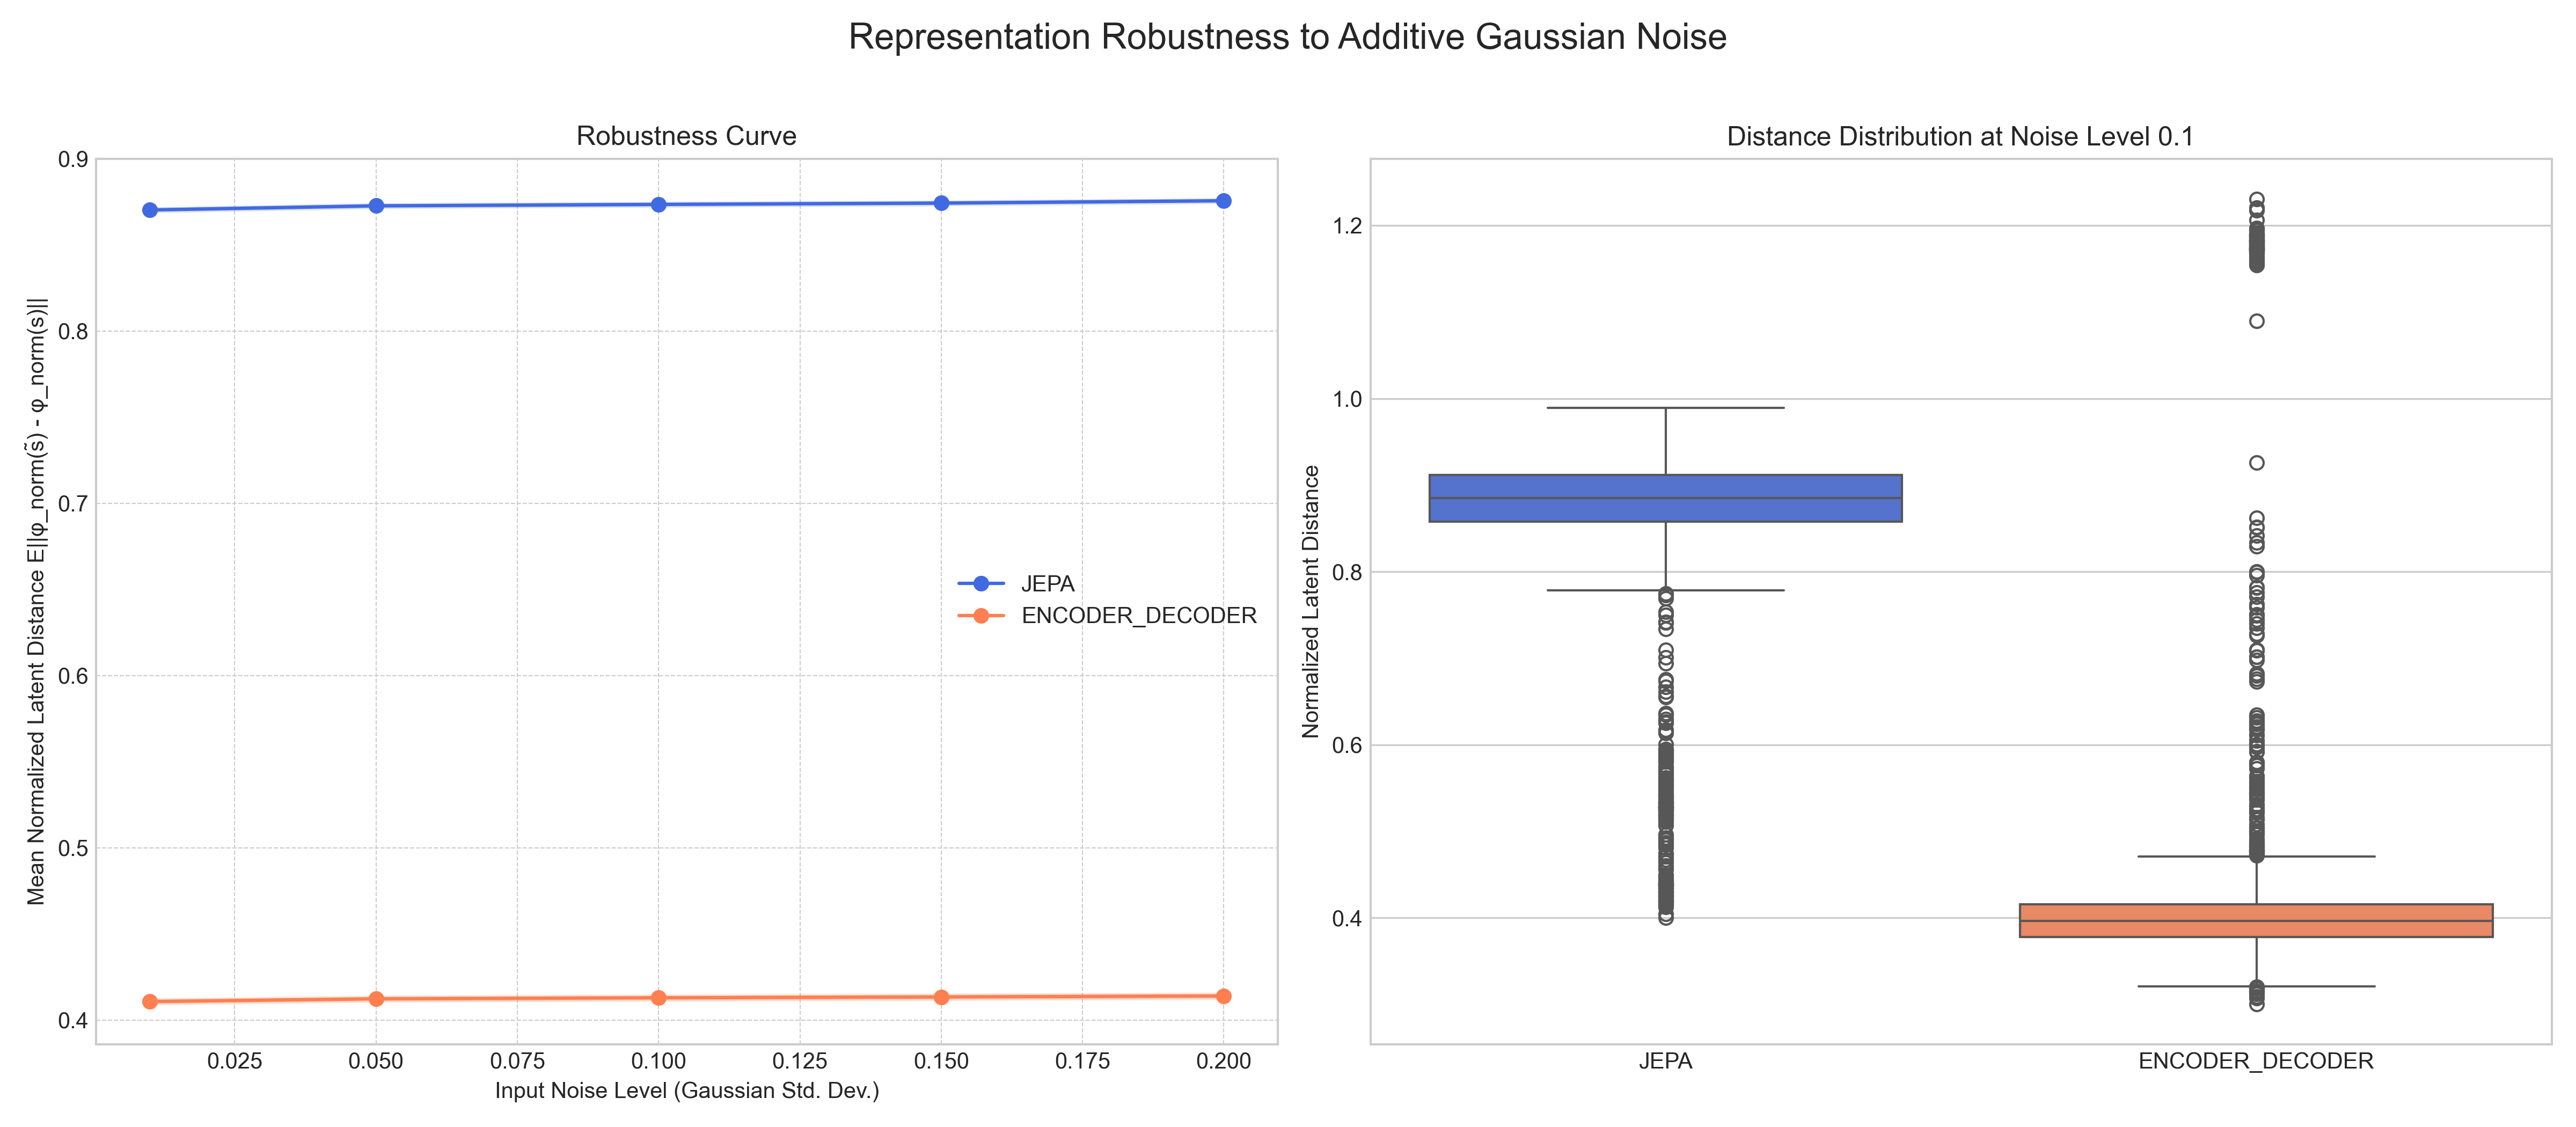 Representation Robustness to Additive Gaussian Noise
Robustness Curve
Mean Normalized Latent Distance E||φ_norm(s̃) - φ_norm(s)||
0.9
0.8
0.7
0.6
0.5
0.4
JEPA
ENCODER_DECODER
0.025 0.050 0.075 0.100 0.125 0.150 0.175 0.200
Input Noise Level (Gaussian Std. Dev.)
Distance Distribution at Noise Level 0.1
Normalized Latent Distance
1.2
1.0
0.8
0.6
0.4
JEPA ENCODER_DECODER